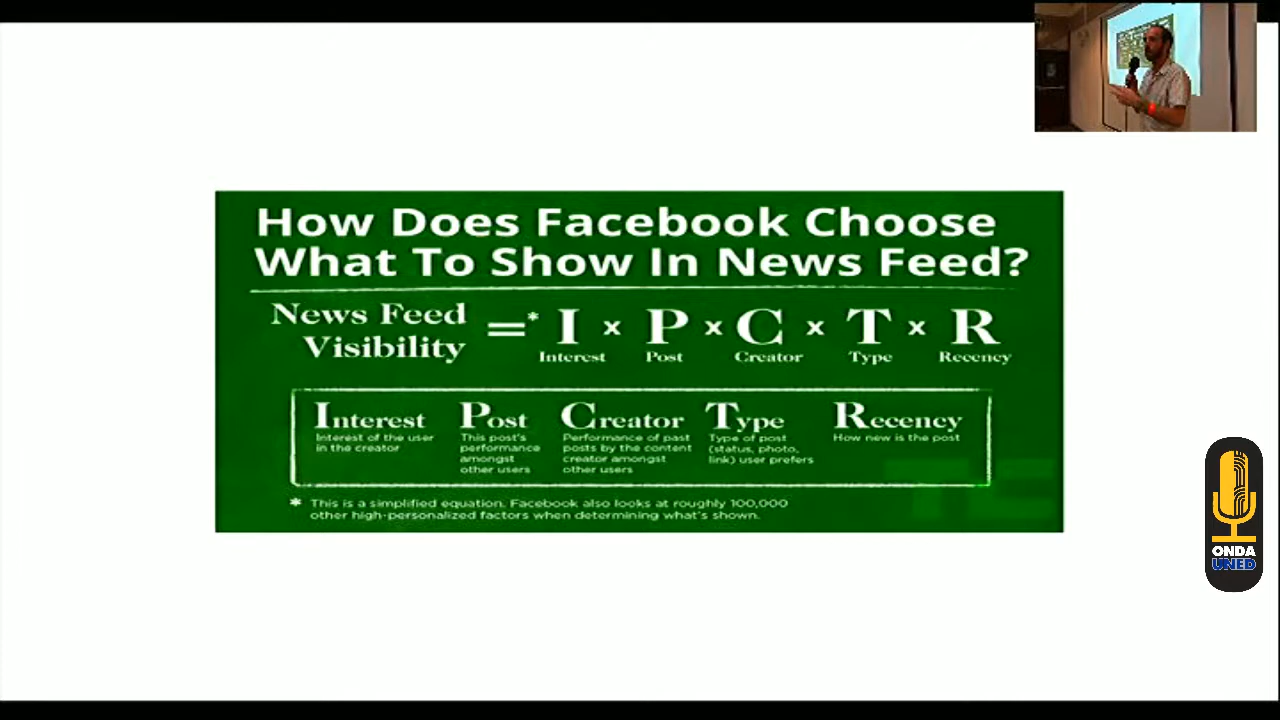 How Does Facebook Choose
What To Show In News Feed?
News Feed
Visibility
=* I x P x C x T x R
Interest Post Creator Type Recency
Interest
Interest of the user
in the creator
Post
This post's
performance
amongst
other users
Creator
Performance of past
posts by the content
creator amongst
other users
Type
Type of post
(status, photo,
link) user prefers
Recency
How new is the post
* This is a simplified equation. Facebook also looks at roughly 100,000
other high-personalized factors when determining what's shown.
ONDA
UNED